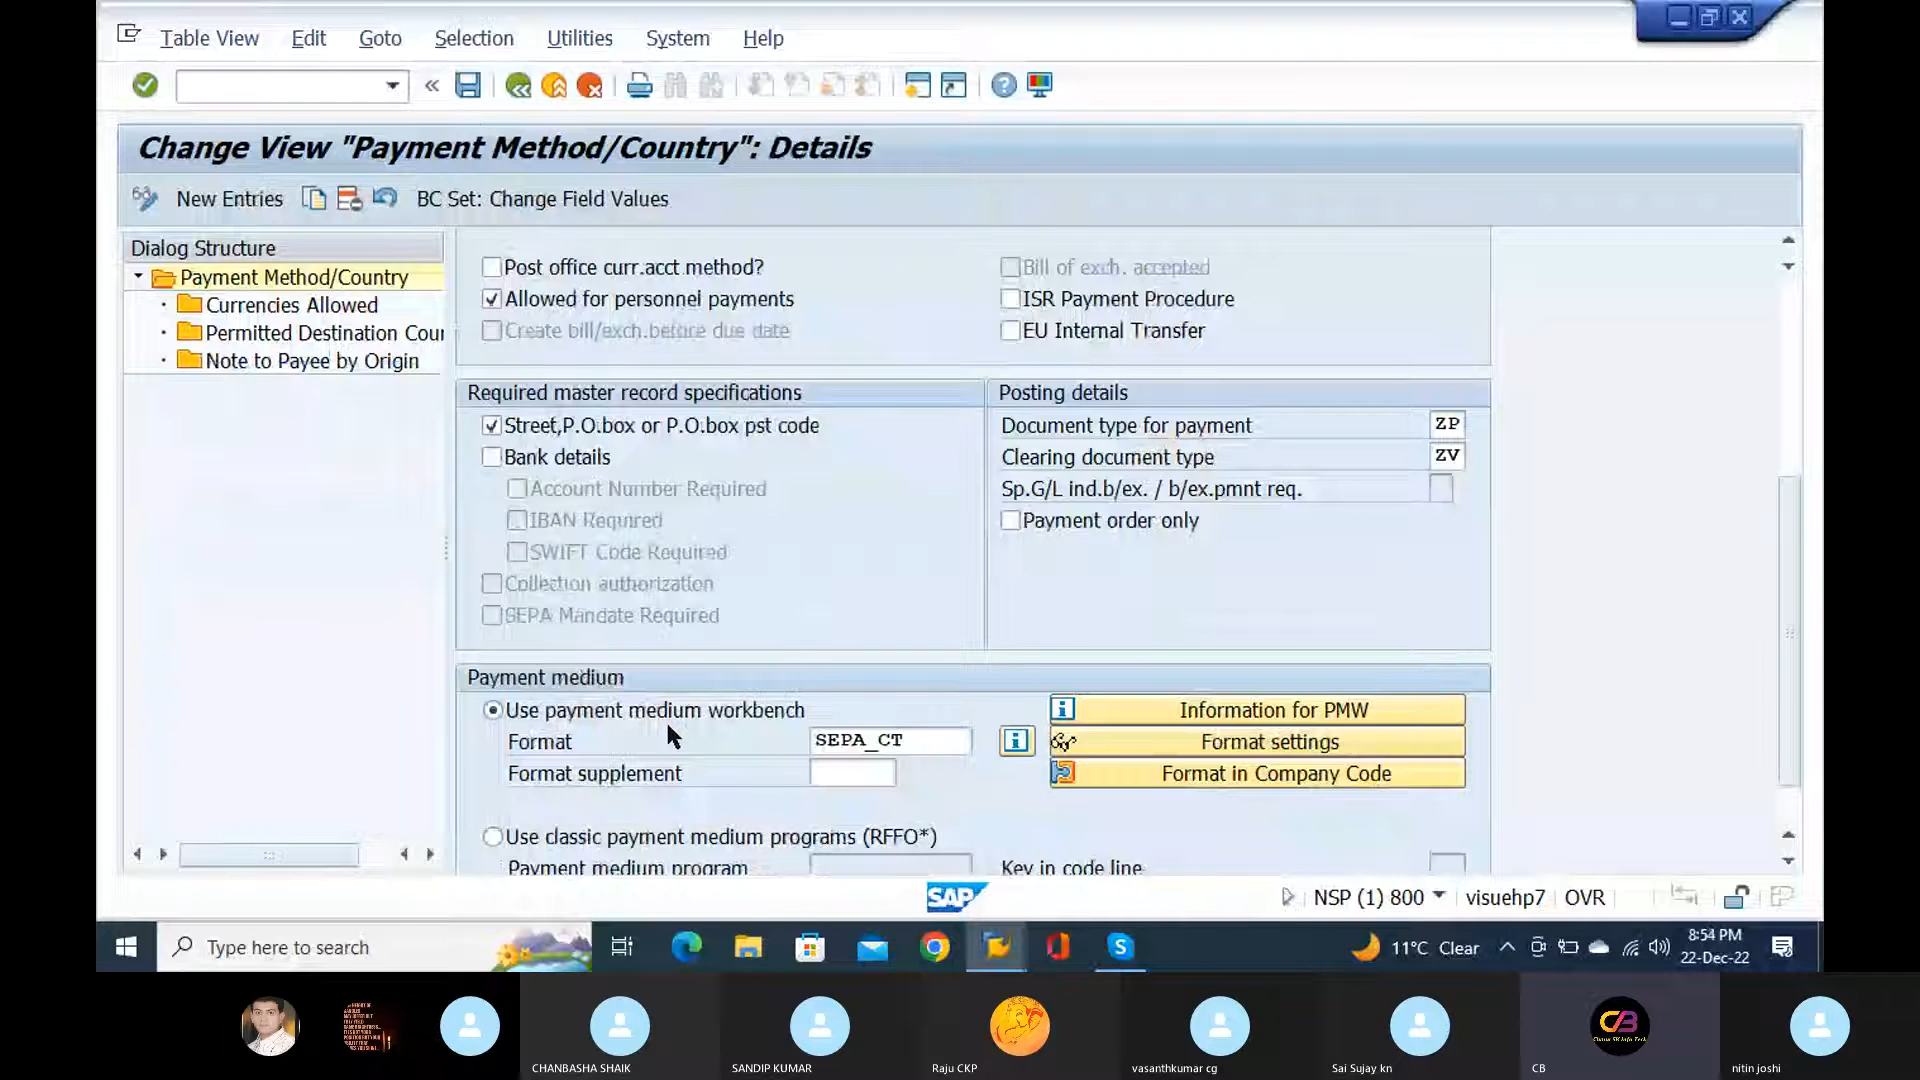 Table View Edit Goto Selection Utilities System Help
Change View "Payment Method/Country": Details
New Entries BC Set: Change Field Values
Dialog Structure
Payment Method/Country
Currencies Allowed
Permitted Destination Cour
Note to Payee by Origin
Post office curr.acct method?
Bill of exch. accepted
Allowed for personnel payments
ISR Payment Procedure
Create bill/exch.before due date
EU Internal Transfer
Required master record specifications
Street,P.O.box or P.O.box pst code
Bank details
Account Number Required
IBAN Required
SWIFT Code Required
Collection authorization
SEPA Mandate Required
Posting details
Document type for payment ZP
Clearing document type ZV
Sp.G/L ind.b/ex. / b/ex.pmnt req.
Payment order only
Payment medium
Use payment medium workbench
Format SEPA_CT
Format supplement
Information for PMW
Format settings
Format in Company Code
Use classic payment medium programs (RFFO*)
Payment medium program
Key in code line
SAP
NSP (1) 800 visuehp7 OVR
Type here to search
11°C Clear
8:54 PM
22-Dec-22
CHANBASHA SHAIK
SANDIP KUMAR
Raju CKP
vasanthkumar cg
Sai Sujay kn
CB
CB
nitin joshi